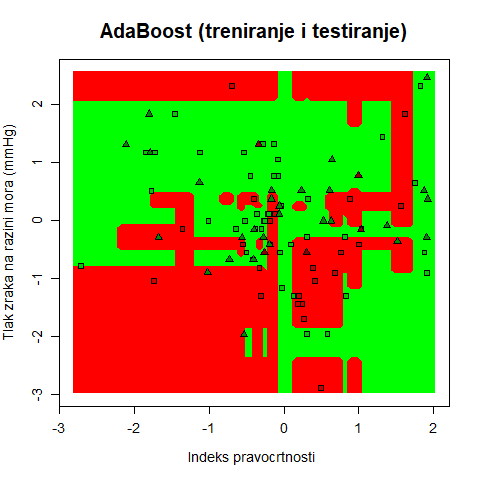 AdaBoost (treniranje i testiranje)
Tlak zraka na razini mora (mmHg)
2
1
0
-1
-2
-3
-3 -2 -1 0 1 2
Indeks pravocrtnosti